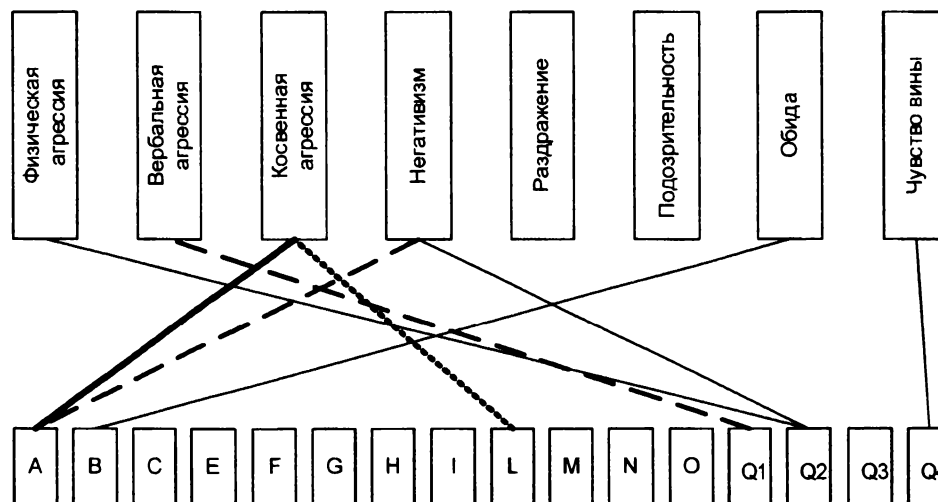 Физическая
агрессия
Вербальная
агрессия
Косвенная
агрессия
Негативизм
Раздражение
Подозрительность
Обида
Чувство вины
A
B
C
E
F
G
H
I
L
M
N
O
Q1
Q2
Q3